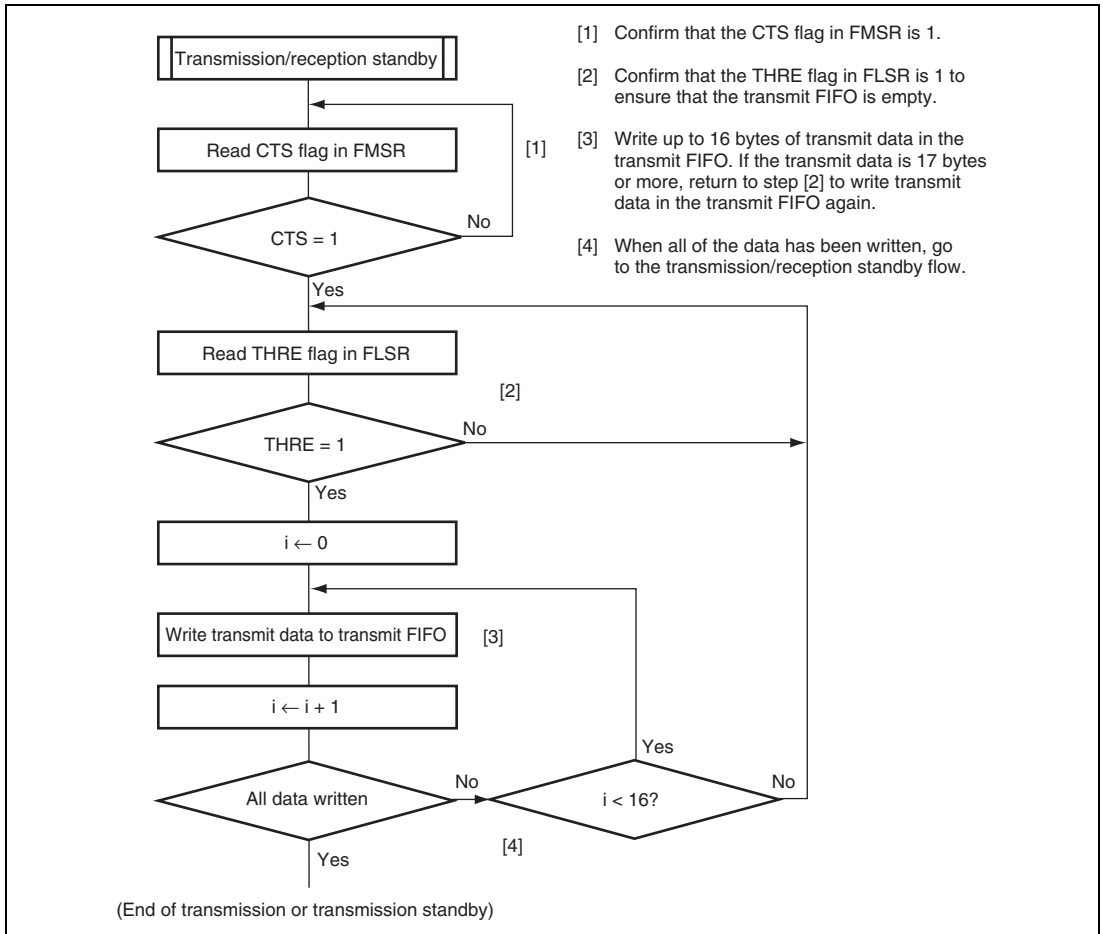 Transmission/reception standby
Read CTS flag in FMSR
[1]
CTS = 1
No
Yes
Read THRE flag in FLSR
[2]
THRE = 1
No
Yes
i ← 0
Write transmit data to transmit FIFO
[3]
i ← i + 1
All data written
No
i < 16?
Yes
No
[4]
Yes
(End of transmission or transmission standby)
[1] Confirm that the CTS flag in FMSR is 1.
[2] Confirm that the THRE flag in FLSR is 1 to
ensure that the transmit FIFO is empty.
[3] Write up to 16 bytes of transmit data in the
transmit FIFO. If the transmit data is 17 bytes
or more, return to step [2] to write transmit
data in the transmit FIFO again.
[4] When all of the data has been written, go
to the transmission/reception standby flow.